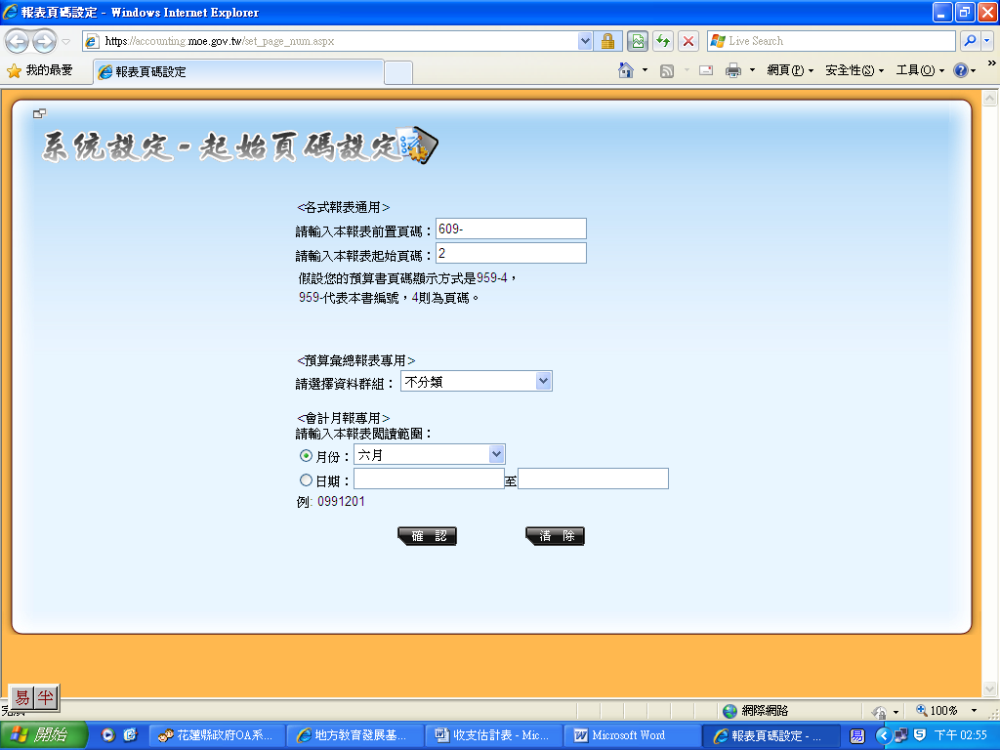 報表頁碼設定 - Windows Internet Explorer
https://accounting.moe.gov.tw/set_page_num.aspx
Live Search
我的最愛
報表頁碼設定
網頁(P)
安全性(S)
工具(O)
»
系統設定-起始頁碼設定
<各式報表通用>
請輸入本報表前置頁碼：609-
請輸入本報表起始頁碼：2
假設您的預算書頁碼顯示方式是959-4，
959-代表本書編號，4則為頁碼。
<預算彙總報表專用>
請選擇資料群組：不分類
<會計月報專用>
請輸入本報表閱讀範圍：
月份：六月
日期：至
例: 0991201
確 認
清 除
易 半
網際網路
100%
開始
花蓮縣政府OA系...
地方教育發展基...
收支估計表 - Mic...
Microsoft Word
報表頁碼設定 - ...
易
下午 02:55